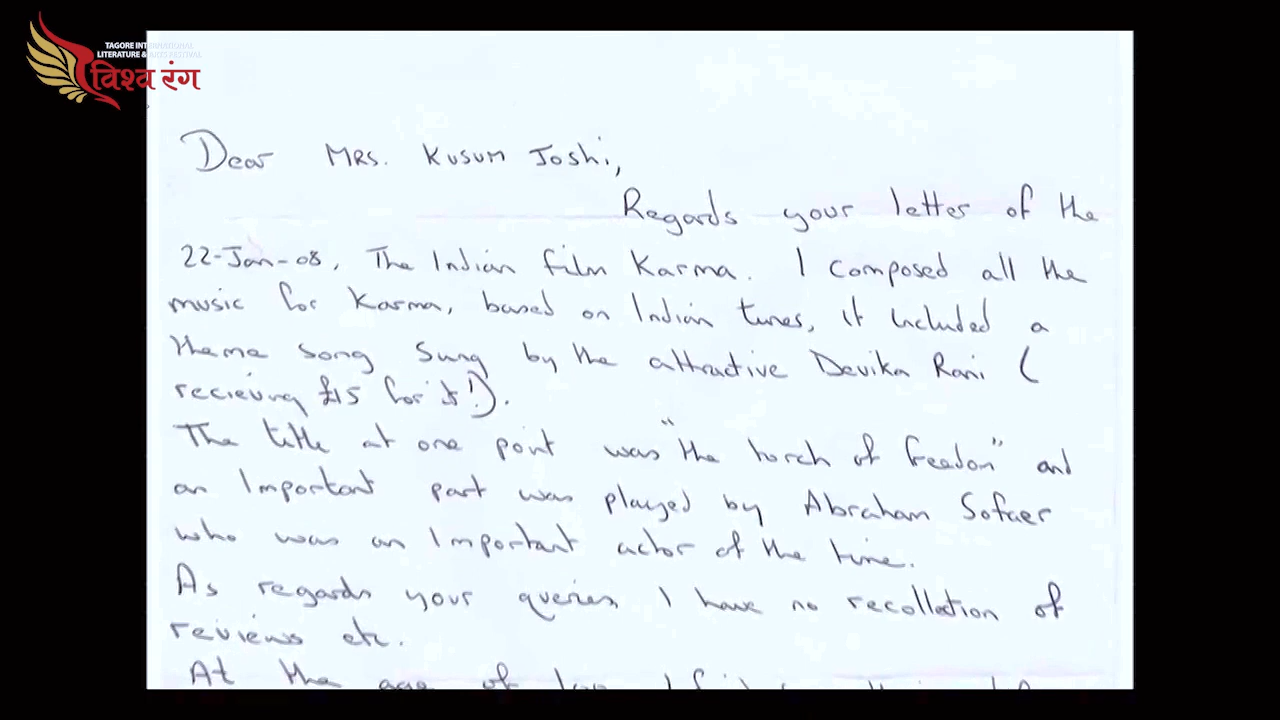 TAGORE INTERNATIONAL
LITERATURE & ARTS FESTIVAL
विश्व रंग
Dear MRS. Kusum Joshi,
Regards your letter of the
22-Jan-08, The Indian film Karma. I composed all the
music for Karma, based on Indian tunes, it included a
theme song sung by the attractive Devika Rani (
recieving £15 for it!).
The title at one point was "the torch of freedom" and
an important part was played by Abraham Sofaer
who was an important actor of the time.
As regards your queries I have no recollection of
reviews etc.
At the age of